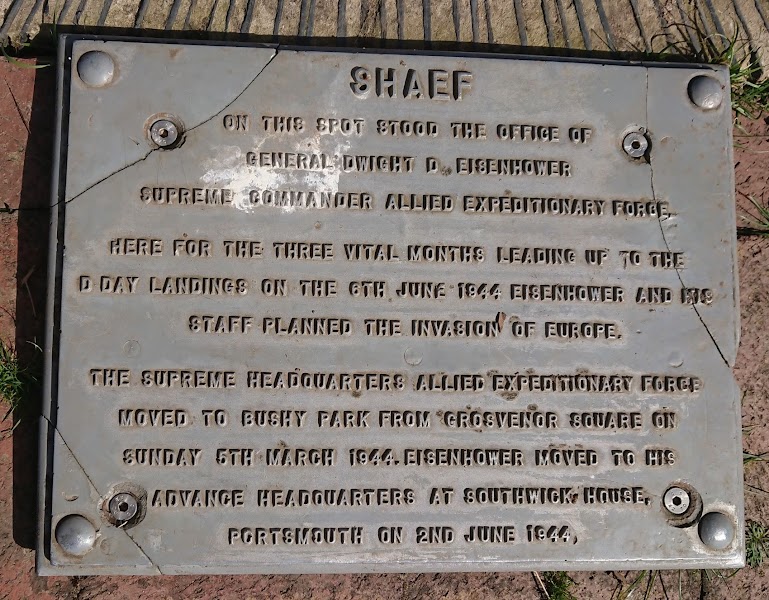 SHAEF
ON THIS SPOT STOOD THE OFFICE OF
GENERAL DWIGHT D. EISENHOWER
SUPREME COMMANDER ALLIED EXPEDITIONARY FORCE.
HERE FOR THE THREE VITAL MONTHS LEADING UP TO THE
D DAY LANDINGS ON THE 6TH JUNE 1944 EISENHOWER AND HIS
STAFF PLANNED THE INVASION OF EUROPE.
THE SUPREME HEADQUARTERS ALLIED EXPEDITIONARY FORCE
MOVED TO BUSHY PARK FROM GROSVENOR SQUARE ON
SUNDAY 5TH MARCH 1944. EISENHOWER MOVED TO HIS
ADVANCE HEADQUARTERS AT SOUTHWICK HOUSE,
PORTSMOUTH ON 2ND JUNE 1944,